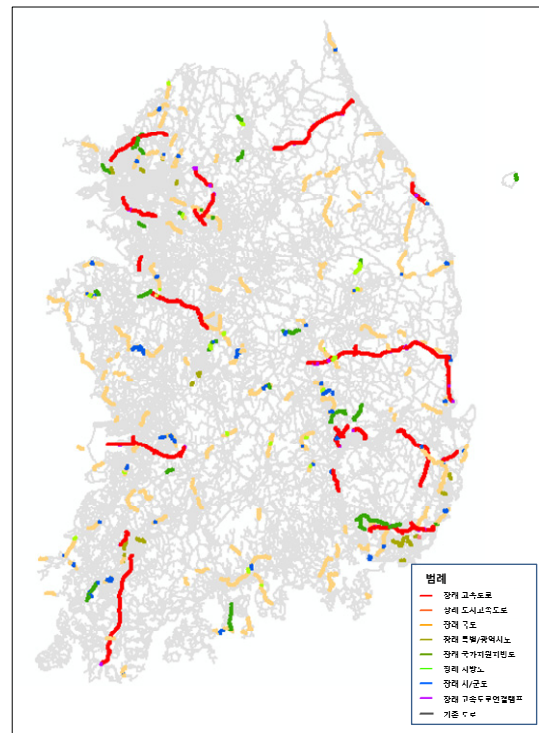 범례
장래 고속도로
장래 도시고속도로
장래 국도
장래 특별/광역시도
장래 국가지원지방도
장래 지방도
장래 시/군도
장래 고속도로연결램프
기존 도로